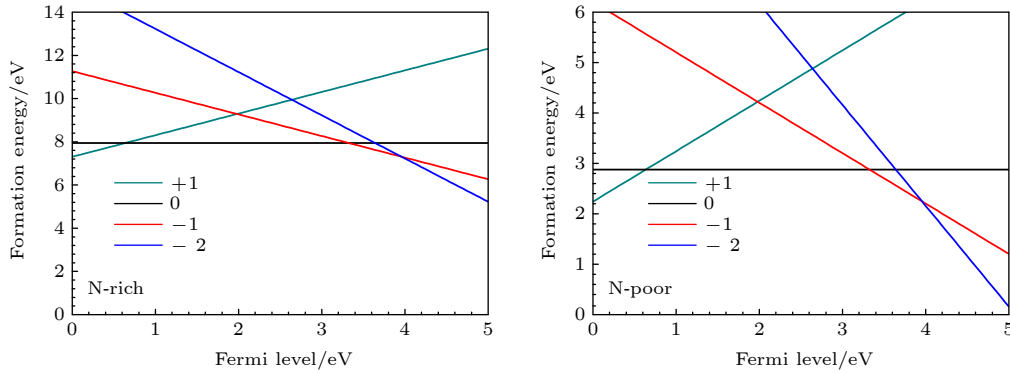 14
12
10
8
6
4
2
0
Formation energy/eV
+1
0
−1
− 2
N-rich
0 1 2 3 4 5
Fermi level/eV
6
5
4
3
2
1
0
Formation energy/eV
+1
0
−1
− 2
N-poor
0 1 2 3 4 5
Fermi level/eV